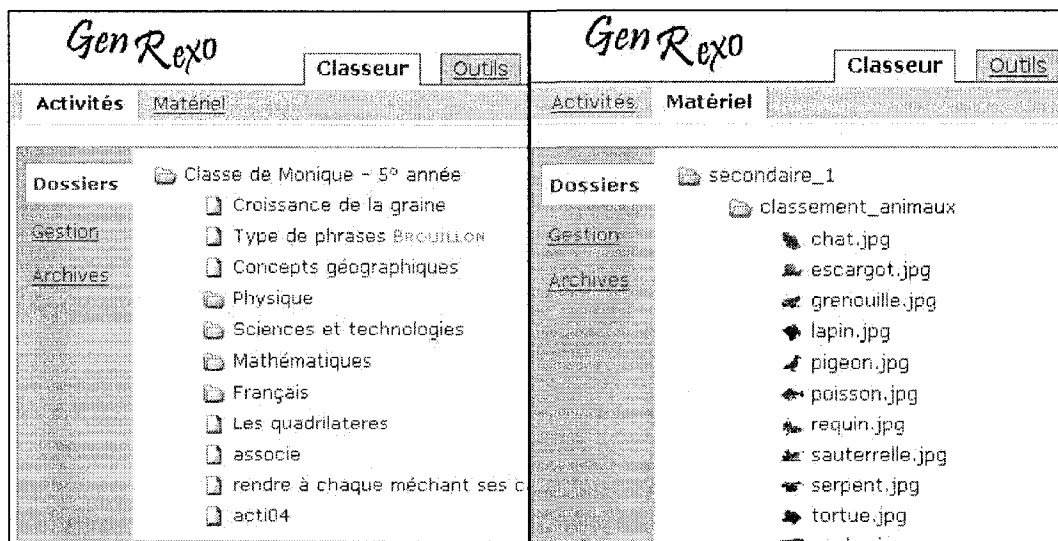 GenRexo
Classeur Outils
Activités Matériel
Dossiers
Gestion
Archives
Classe de Monique - 5e année
Croissance de la graine
Type de phrases BROUILLON
Concepts géographiques
Physique
Sciences et technologies
Mathématiques
Français
Les quadrilateres
associe
rendre à chaque méchant ses
acti04
GenRexo
Classeur Outils
Activités Matériel
Dossiers
Gestion
Archives
secondaire_1
classement_animaux
chat.jpg
escargot.jpg
grenouille.jpg
lapin.jpg
pigeon.jpg
poisson.jpg
requin.jpg
sauterrelle.jpg
serpent.jpg
tortue.jpg